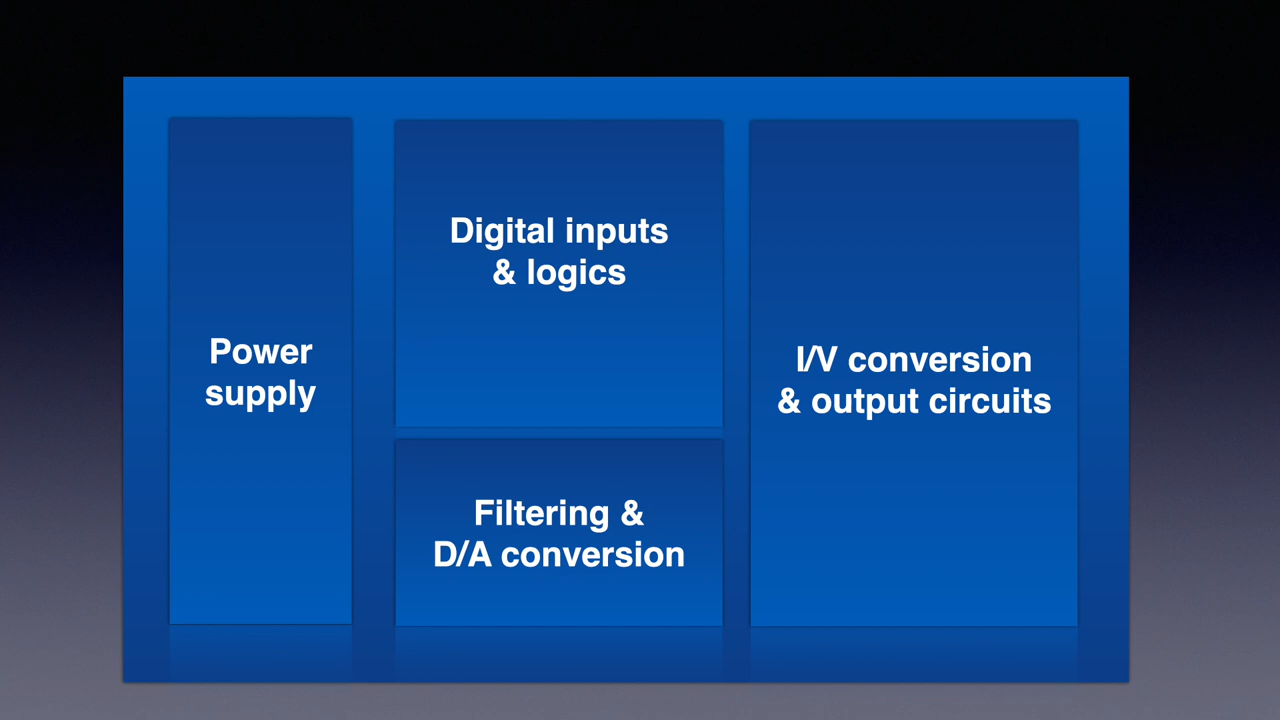 Power
supply
Digital inputs
& logics
Filtering &
D/A conversion
I/V conversion
& output circuits